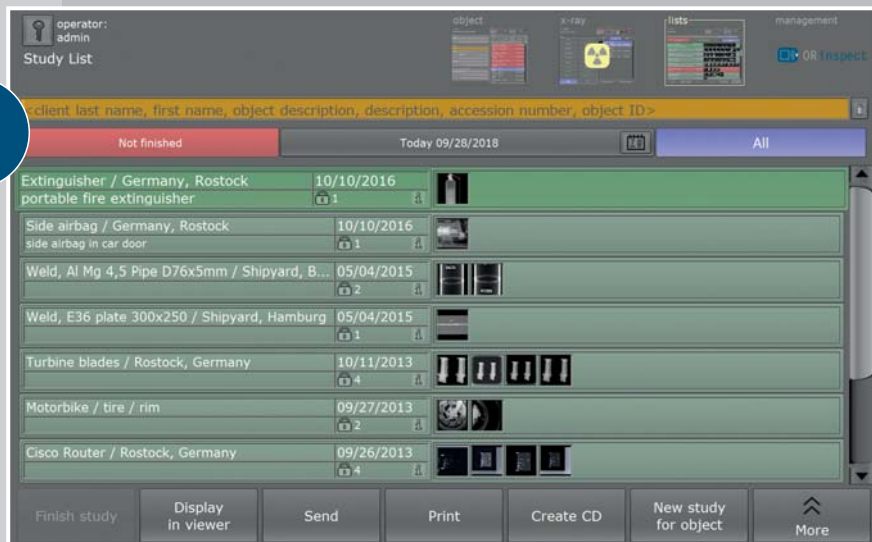 operator:
admin
Study List
object
x-ray
lists
management
OR Inspect
<client last name, first name, object description, description, accession number, object ID>
Not finished
Today 09/28/2018
All
Extinguisher / Germany, Rostock 10/10/2016
portable fire extinguisher 1
Side airbag / Germany, Rostock 10/10/2016
side airbag in car door 1
Weld, Al Mg 4,5 Pipe D76x5mm / Shipyard, B... 05/04/2015
2
Weld, E36 plate 300x250 / Shipyard, Hamburg 05/04/2015
1
Turbine blades / Rostock, Germany 10/11/2013
4
Motorbike / tire / rim 09/27/2013
2
Cisco Router / Rostock, Germany 09/26/2013
4
Finish study
Display
in viewer
Send
Print
Create CD
New study
for object
More